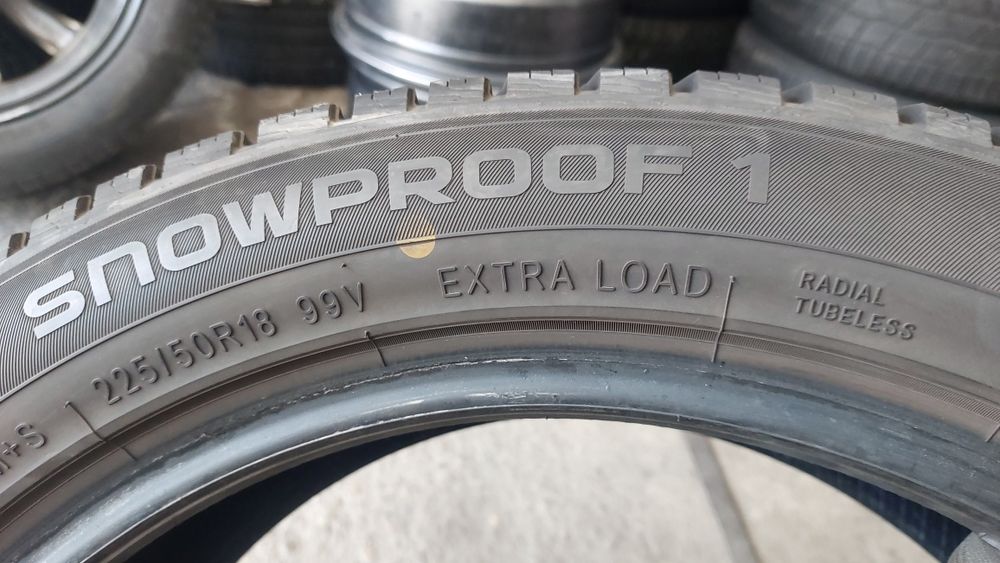 SNOWPROOF 1
225/50R18 99V
EXTRA LOAD
RADIAL
TUBELESS
+S